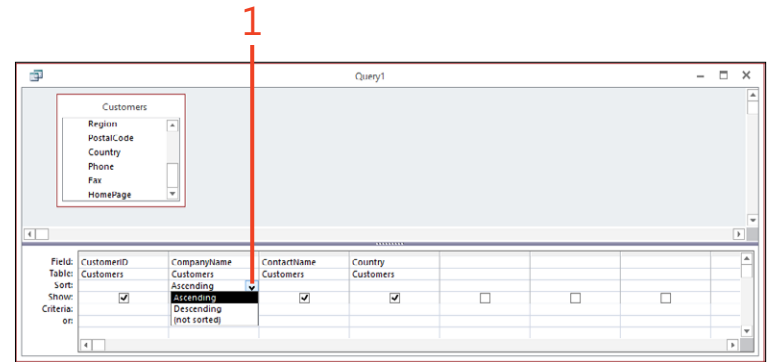 1
Query1
Customers
Region
PostalCode
Country
Phone
Fax
HomePage
Field: CustomerID CompanyName ContactName Country
Table: Customers Customers Customers Customers
Sort: Ascending
Show: Ascending
Criteria: Descending
or: (not sorted)